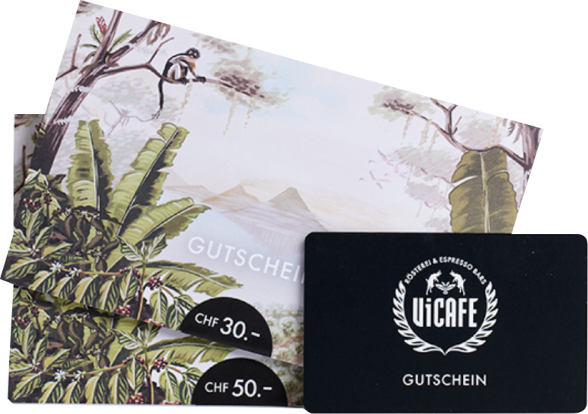 GUTSCHEIN
CHF 30.–
CHF 50.–
RÖSTEREI & ESPRESSO BARS
ViCAFE
GUTSCHEIN